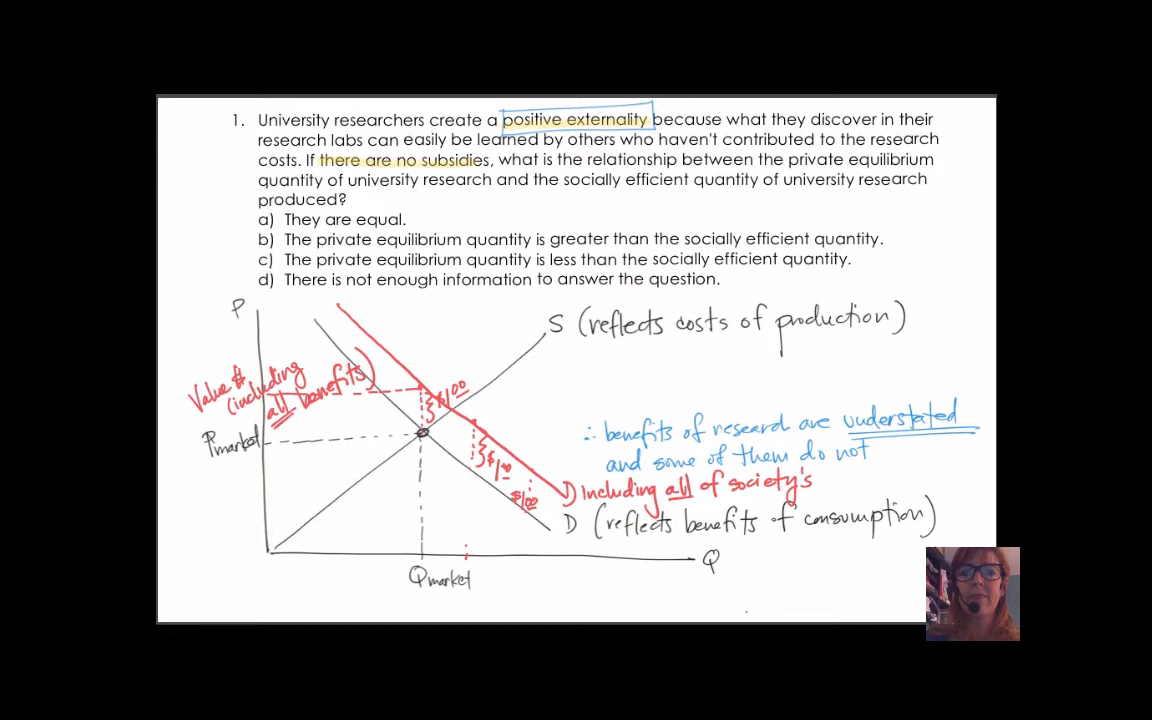 1. University researchers create a positive externality because what they discover in their
research labs can easily be learned by others who haven't contributed to the research
costs. If there are no subsidies, what is the relationship between the private equilibrium
quantity of university research and the socially efficient quantity of university research
produced?
a) They are equal.
b) The private equilibrium quantity is greater than the socially efficient quantity.
c) The private equilibrium quantity is less than the socially efficient quantity.
d) There is not enough information to answer the question.
P
S (reflects costs of production)
Value
(including
all benefits)
$1.00
Pmarket
∴ benefits of research are understated
and some of them do not
$1.00
$1.00
D including all of society's
D (reflects benefits of consumption)
Q
Qmarket